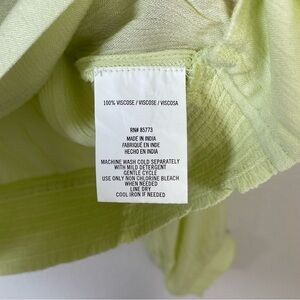 100% VISCOSE / VISCOSE / VISCOSA
RN# 85773
MADE IN INDIA
FABRIQUÉ EN INDE
HECHO EN INDIA
MACHINE WASH COLD SEPARATELY
WITH MILD DETERGENT
GENTLE CYCLE
USE ONLY NON CHLORINE BLEACH
WHEN NEEDED
LINE DRY
COOL IRON IF NEEDED